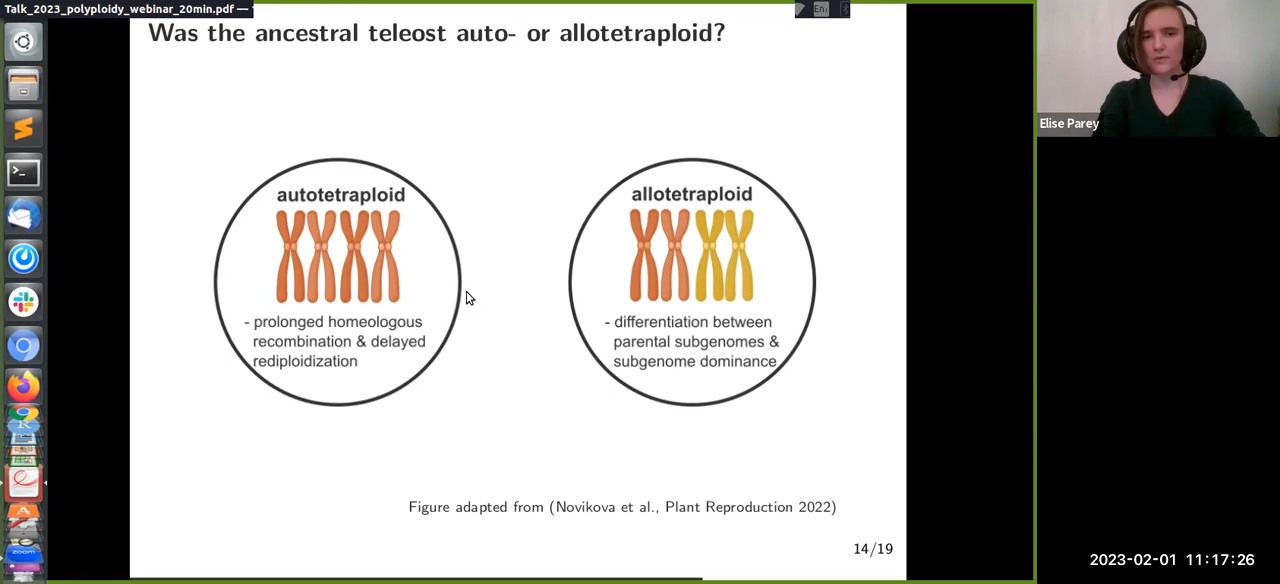 Talk_2023_polyploidy_webinar_20min.pdf —
En
Was the ancestral teleost auto- or allotetraploid?
Elise Parey
autotetraploid
- prolonged homeologous
recombination & delayed
rediploidization
allotetraploid
- differentiation between
parental subgenomes &
subgenome dominance
Figure adapted from (Novikova et al., Plant Reproduction 2022)
14/19
zoom
2023-02-01 11:17:26